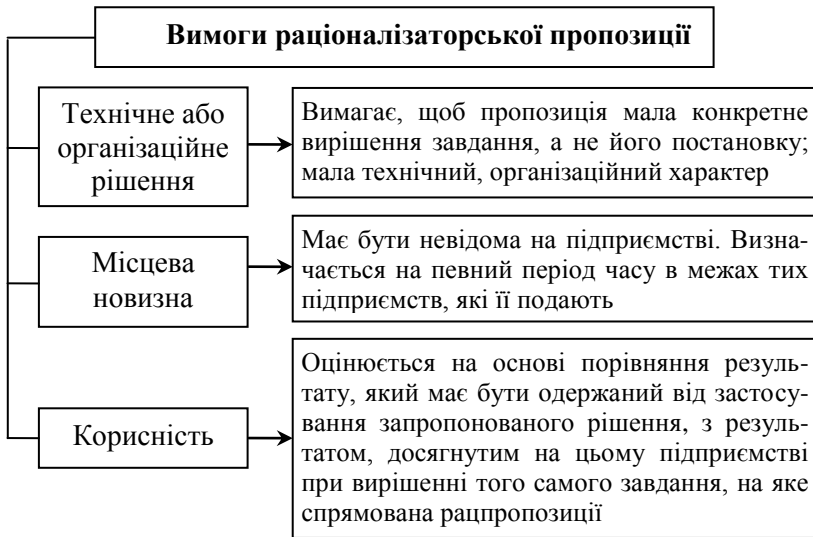 Вимоги раціоналізаторської пропозиції
Технічне або
організаційне
рішення
Вимагає, щоб пропозиція мала конкретне
вирішення завдання, а не його постановку;
мала технічний, організаційний характер
Місцева
новизна
Має бути невідома на підприємстві. Визна-
чається на певний період часу в межах тих
підприємств, які її подають
Корисність
Оцінюється на основі порівняння резуль-
тату, який має бути одержаний від застосу-
вання запропонованого рішення, з резуль-
татом, досягнутим на цьому підприємстві
при вирішенні того самого завдання, на яке
спрямована рацпропозиції